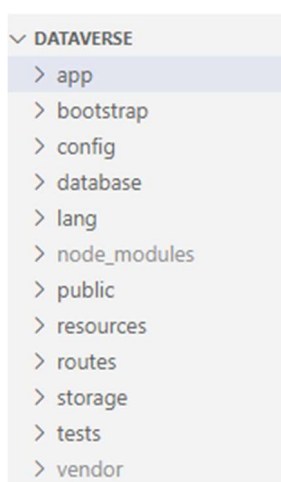 DATAVERSE
app
bootstrap
config
database
lang
node_modules
public
resources
routes
storage
tests
vendor